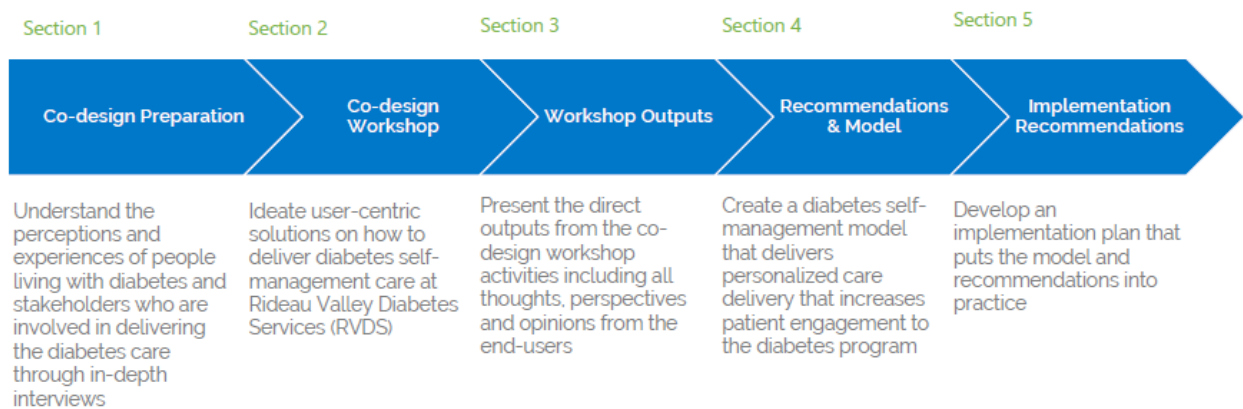 Section 1
Section 2
Section 3
Section 4
Section 5
Co-design Preparation
Co-design
Workshop
Workshop Outputs
Recommendations
& Model
Implementation
Recommendations
Understand the
perceptions and
experiences of people
living with diabetes and
stakeholders who are
involved in delivering
the diabetes care
through in-depth
interviews
Ideate user-centric
solutions on how to
deliver diabetes self-
management care at
Rideau Valley Diabetes
Services (RVDS)
Present the direct
outputs from the co-
design workshop
activities including all
thoughts, perspectives
and opinions from the
end-users
Create a diabetes self-
management model
that delivers
personalized care
delivery that increases
patient engagement to
the diabetes program
Develop an
implementation plan that
puts the model and
recommendations into
practice